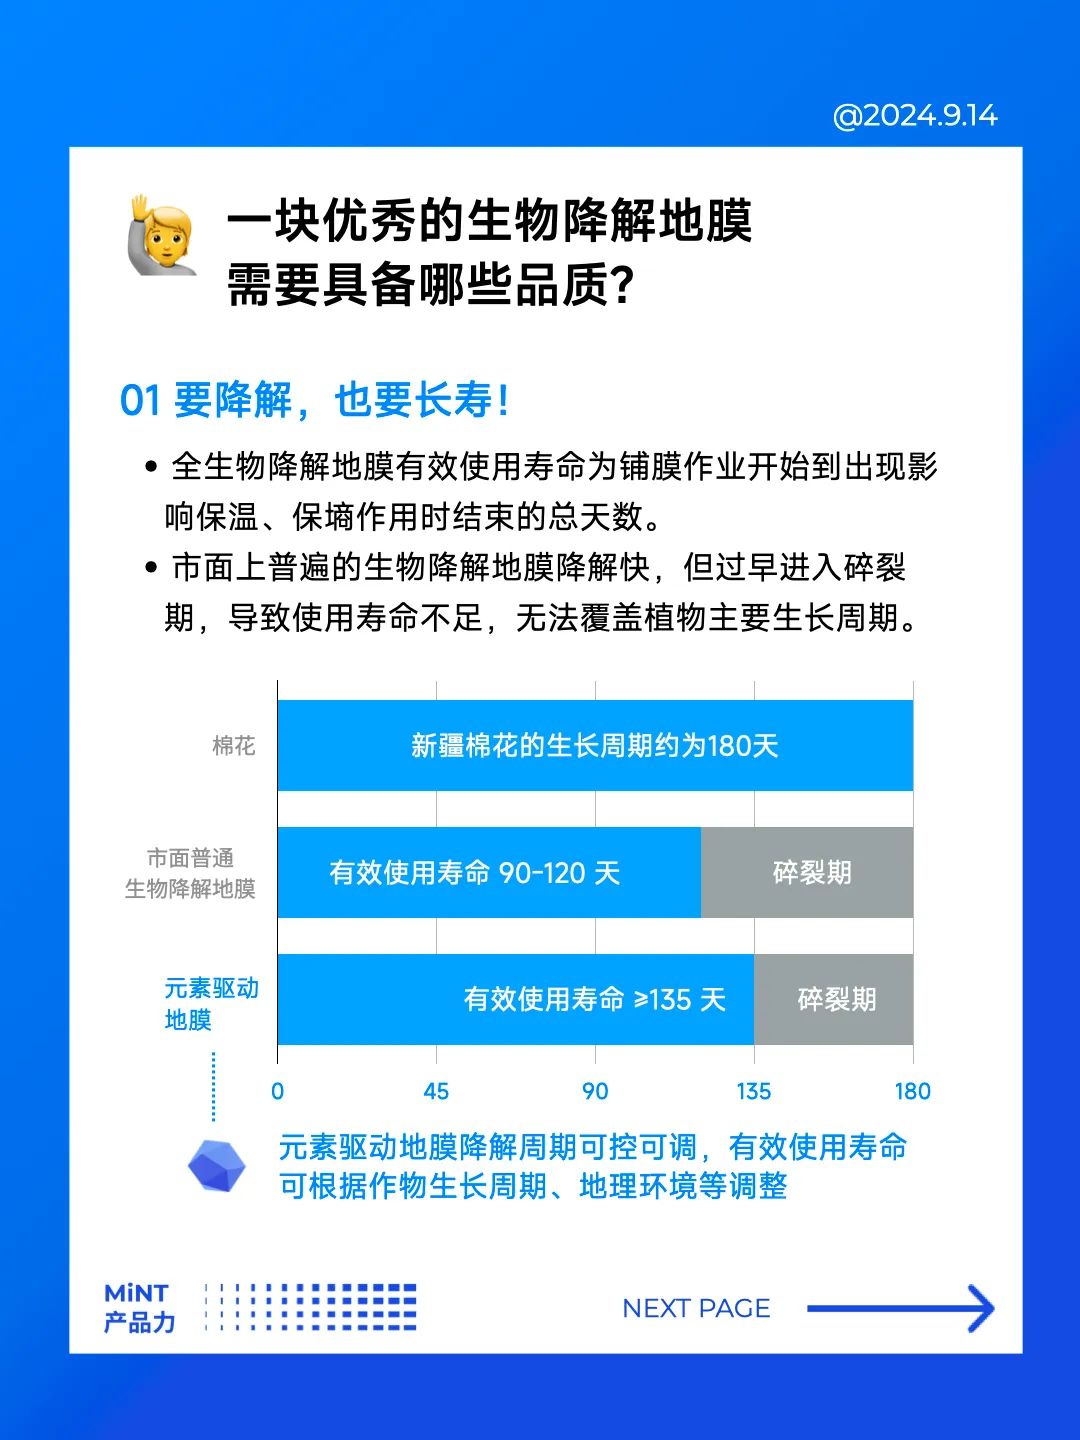 @2024.9.14
一块优秀的生物降解地膜
需要具备哪些品质？
01 要降解，也要长寿！
• 全生物降解地膜有效使用寿命为铺膜作业开始到出现影
响保温、保墒作用时结束的总天数。
• 市面上普遍的生物降解地膜降解快，但过早进入碎裂
期，导致使用寿命不足，无法覆盖植物主要生长周期。
棉花
新疆棉花的生长周期约为180天
市面普通
生物降解地膜
有效使用寿命 90-120 天
碎裂期
元素驱动
地膜
有效使用寿命 ≥135 天
碎裂期
0 45 90 135 180
元素驱动地膜降解周期可控可调，有效使用寿命
可根据作物生长周期、地理环境等调整
MiNT
产品力
NEXT PAGE